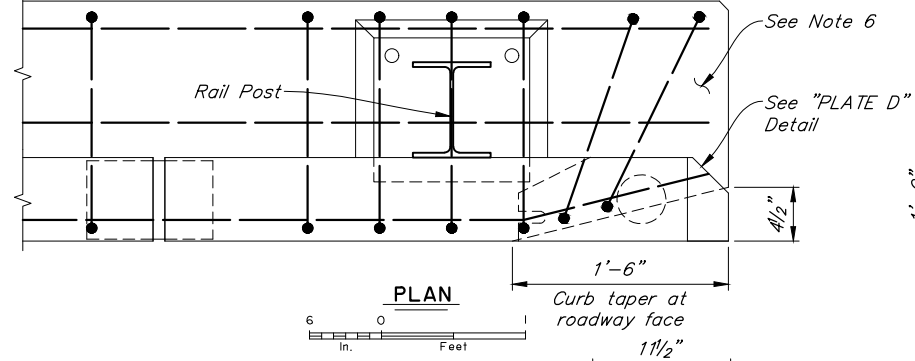 See Note 6
Rail Post
See "PLATE D"
Detail
4½"
1'-6"
PLAN
Curb taper at
roadway face
6 0 1
In. Feet
11½"